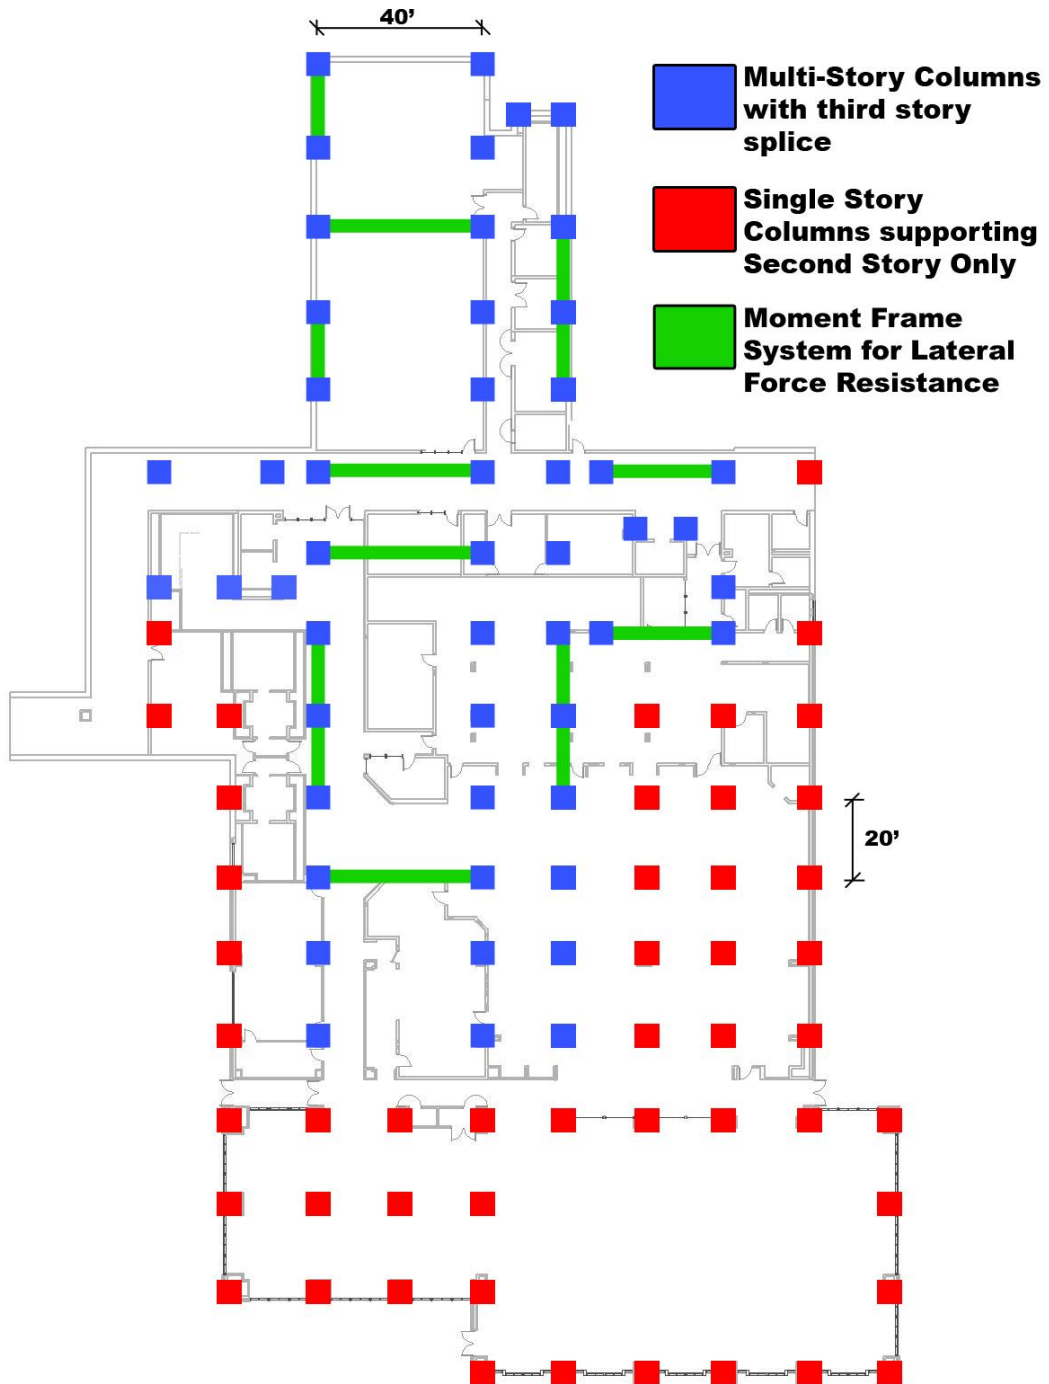 40’
Multi-Story Columns
with third story
splice
Single Story
Columns supporting
Second Story Only
Moment Frame
System for Lateral
Force Resistance
20’